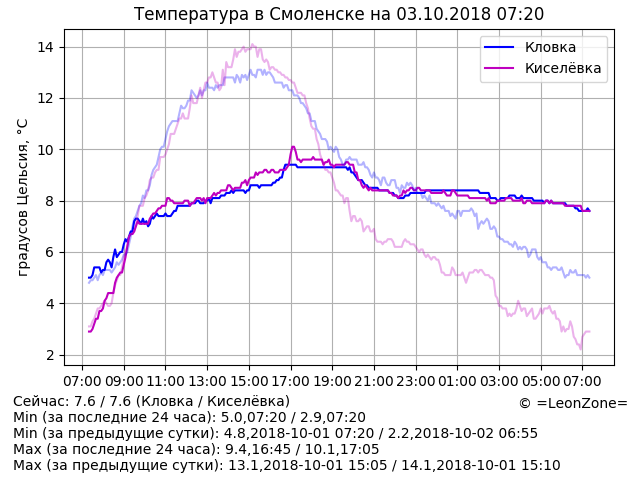 Температура в Смоленске на 03.10.2018 07:20
градусов Цельсия, °C
14
12
10
8
6
4
2
Кловка
Киселёвка
07:00 09:00 11:00 13:00 15:00 17:00 19:00 21:00 23:00 01:00 03:00 05:00 07:00
Сейчас: 7.6 / 7.6 (Кловка / Киселёвка)
© =LeonZone=
Min (за последние 24 часа): 5.0,07:20 / 2.9,07:20
Min (за предыдущие сутки): 4.8,2018-10-01 07:20 / 2.2,2018-10-02 06:55
Max (за последние 24 часа): 9.4,16:45 / 10.1,17:05
Max (за предыдущие сутки): 13.1,2018-10-01 15:05 / 14.1,2018-10-01 15:10